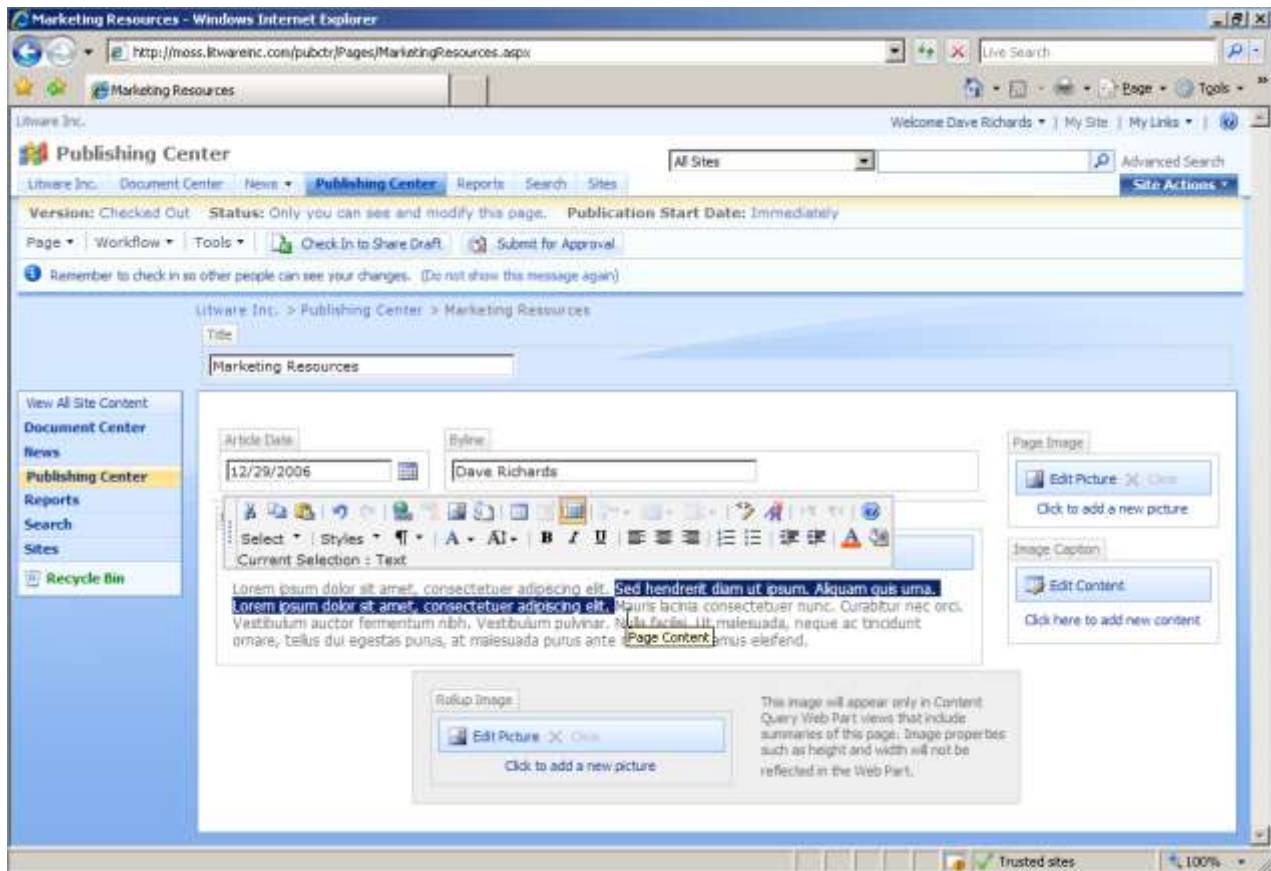 Marketing Resources - Windows Internet Explorer
http://moss.litwareinc.com/pubctr/Pages/MarketingResources.aspx
Live Search
Marketing Resources
Page
Tools
Litware Inc.
Welcome Dave Richards
My Site
My Links
Publishing Center
All Sites
Advanced Search
Litware Inc. Document Center News Publishing Center Reports Search Sites
Site Actions
Version: Checked Out Status: Only you can see and modify this page. Publication Start Date: Immediately
Page Workflow Tools Check In to Share Draft Submit for Approval
Remember to check in so other people can see your changes. (Do not show this message again)
Litware Inc. > Publishing Center > Marketing Resources
Title
Marketing Resources
View All Site Content
Document Center
News
Publishing Center
Reports
Search
Sites
Recycle Bin
Article Date
12/29/2006
Byline
Dave Richards
Select Styles A AI B I U
Current Selection : Text
Lorem ipsum dolor sit amet, consectetuer adipiscing elit. Sed hendrerit diam ut ipsum. Aliquam quis urna.
Lorem ipsum dolor sit amet, consectetuer adipiscing elit. Mauris lacinia consectetuer nunc. Curabitur nec orci.
Vestibulum auctor fermentum nibh. Vestibulum pulvinar. Nulla facilisi. Ut malesuada, neque ac tincidunt
ornare, tellus dui egestas purus, at malesuada purus ante eleifend.
Page Content
Page Image
Edit Picture Clear
Click to add a new picture
Image Caption
Edit Content
Click here to add new content
Rollup Image
Edit Picture Clear
Click to add a new picture
This image will appear only in Content
Query Web Part views that include
summaries of this page. Image properties
such as height and width will not be
reflected in the Web Part.
Trusted sites
100%